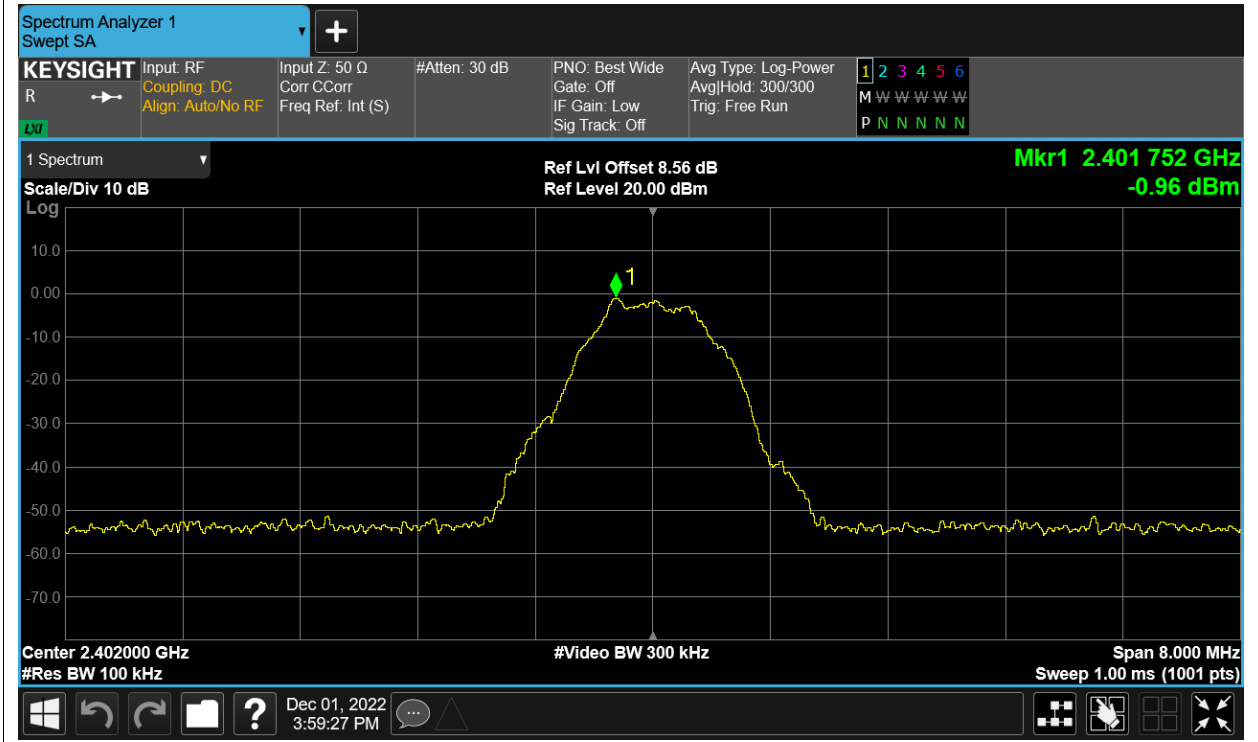 Spectrum Analyzer 1
Swept SA
KEYSIGHT
R
LXI
Input: RF
Coupling: DC
Align: Auto/No RF
Input Z: 50 Ω
Corr CCorr
Freq Ref: Int (S)
#Atten: 30 dB
PNO: Best Wide
Gate: Off
IF Gain: Low
Sig Track: Off
Avg Type: Log-Power
Avg|Hold: 300/300
Trig: Free Run
1 2 3 4 5 6
M W W W W W
P N N N N N
1 Spectrum
Scale/Div 10 dB
Log
Ref Lvl Offset 8.56 dB
Ref Level 20.00 dBm
Mkr1 2.401 752 GHz
-0.96 dBm
10.0
0.00
-10.0
-20.0
-30.0
-40.0
-50.0
-60.0
-70.0
1
Center 2.402000 GHz
#Res BW 100 kHz
#Video BW 300 kHz
Span 8.000 MHz
Sweep 1.00 ms (1001 pts)
?
Dec 01, 2022
3:59:27 PM